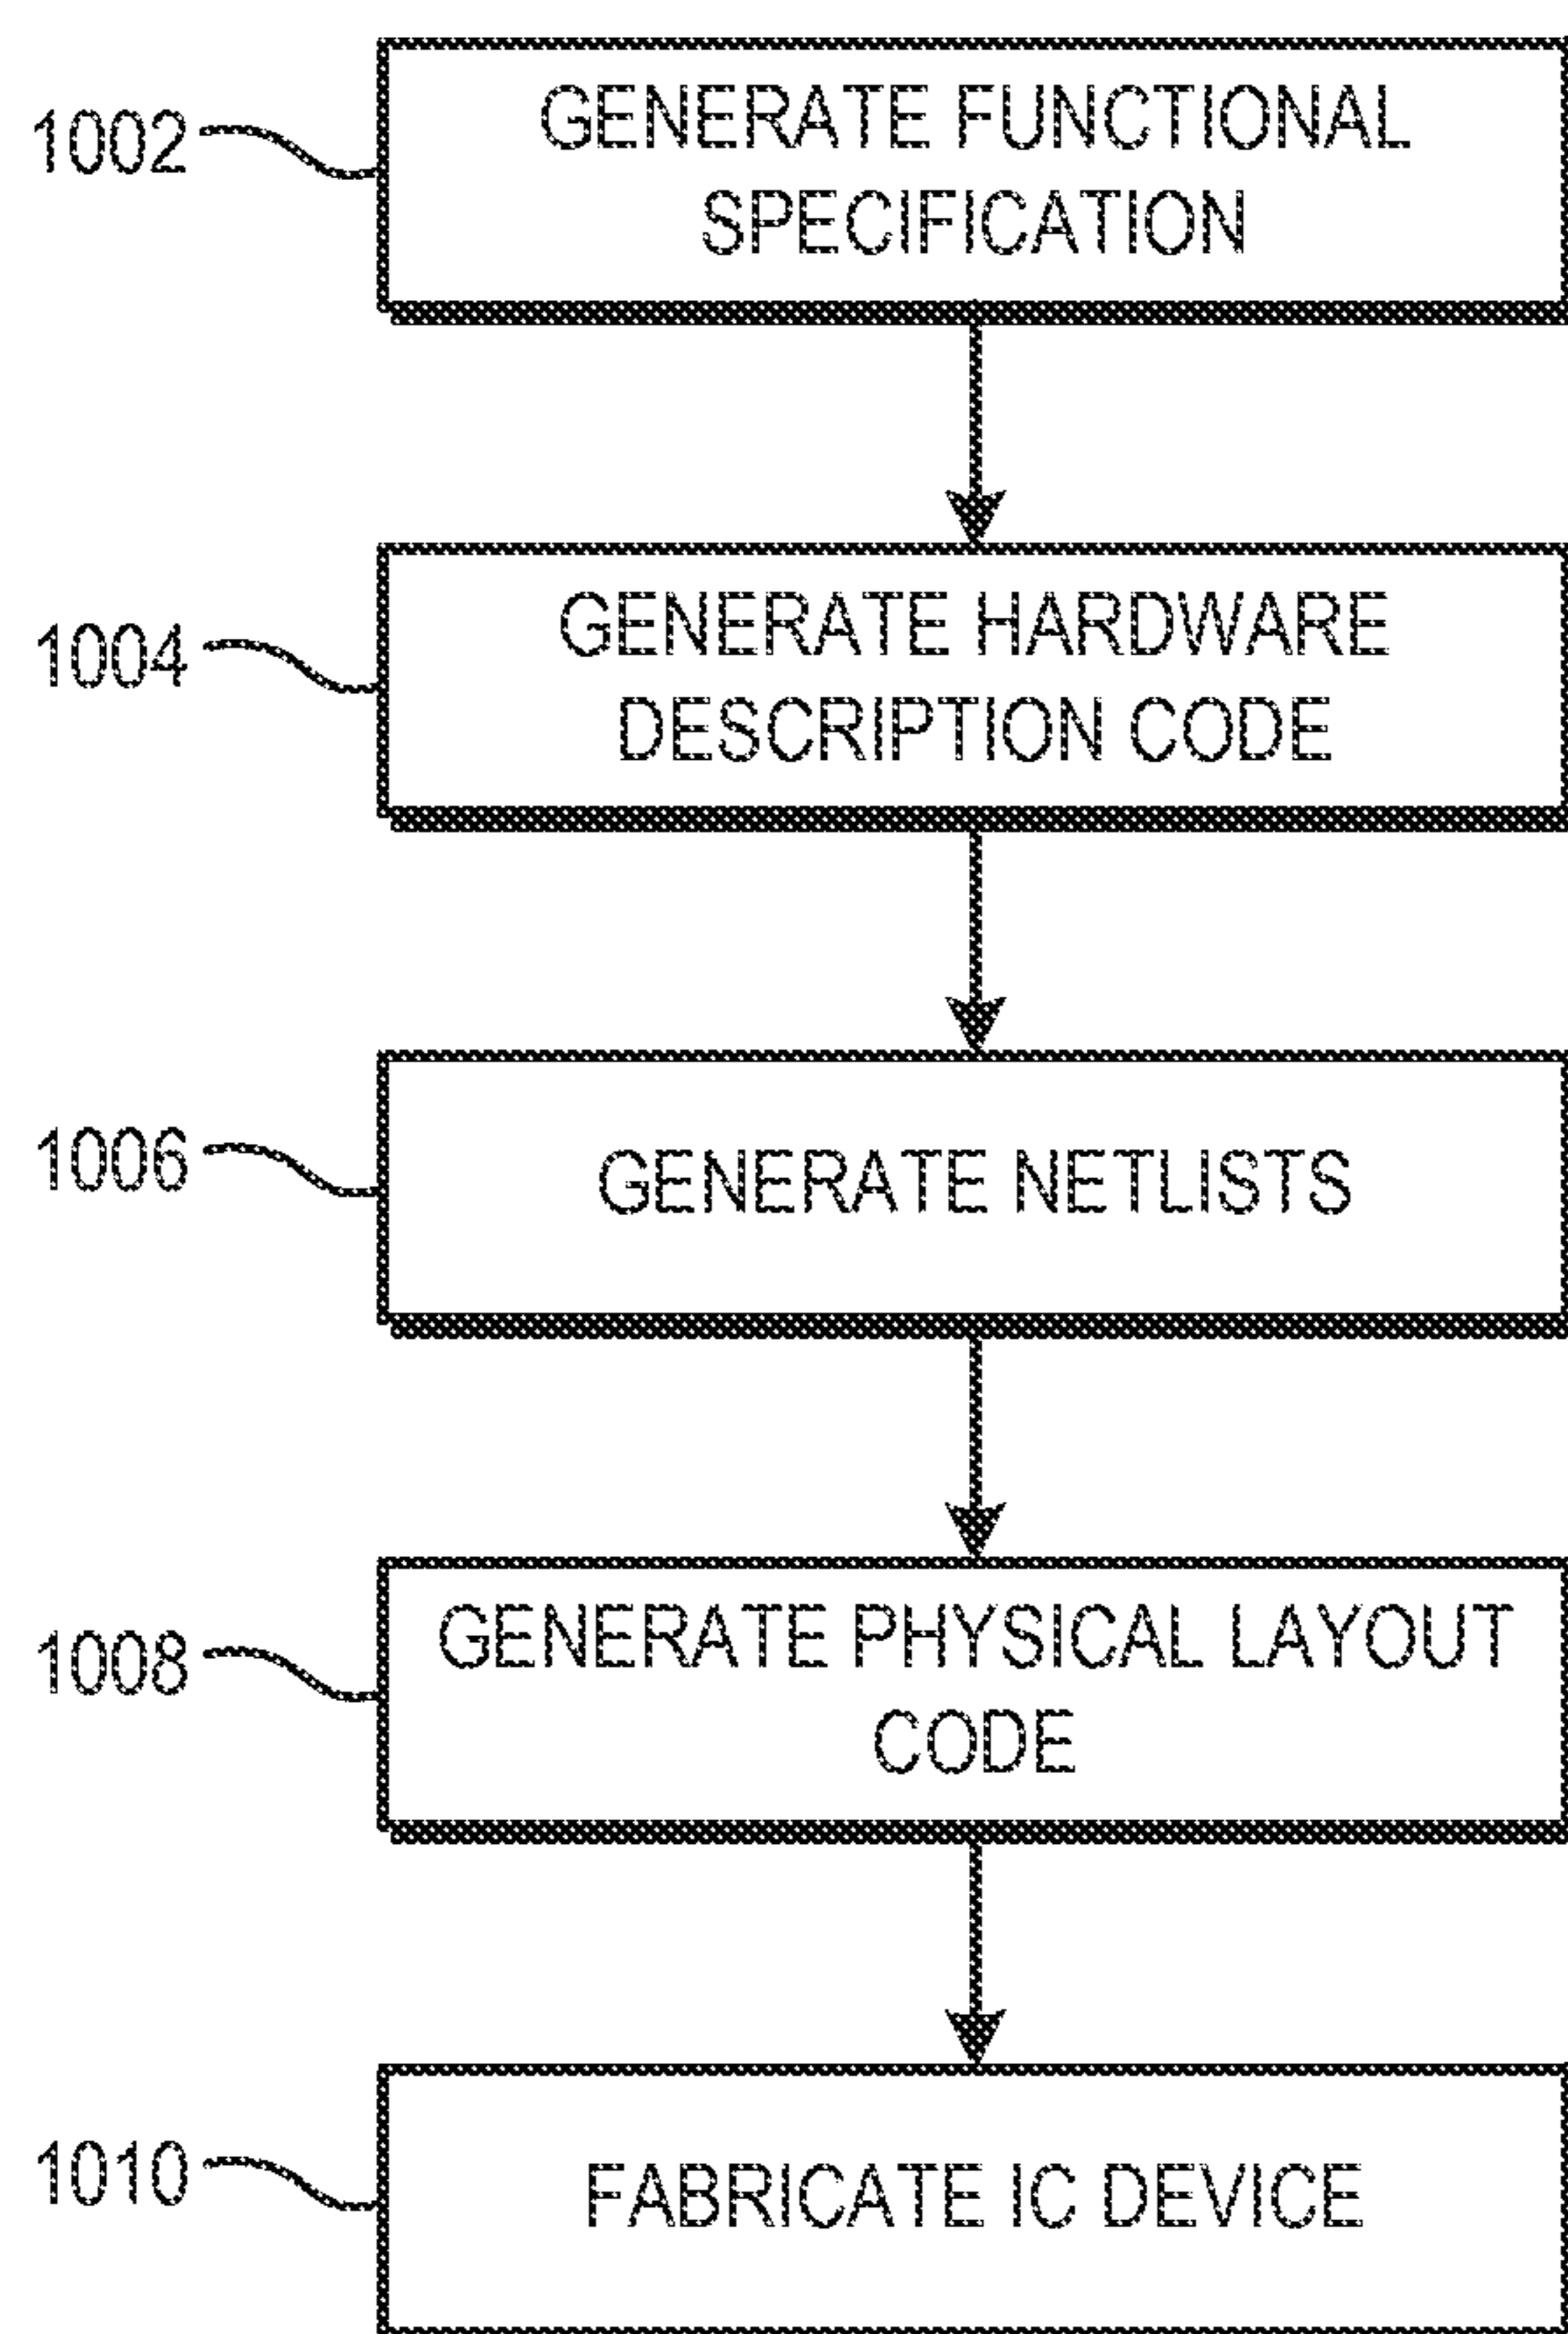 1002
GENERATE FUNCTIONAL
SPECIFICATION
1004
GENERATE HARDWARE
DESCRIPTION CODE
1006
GENERATE NETLISTS
1008
GENERATE PHYSICAL LAYOUT
CODE
1010
FABRICATE IC DEVICE